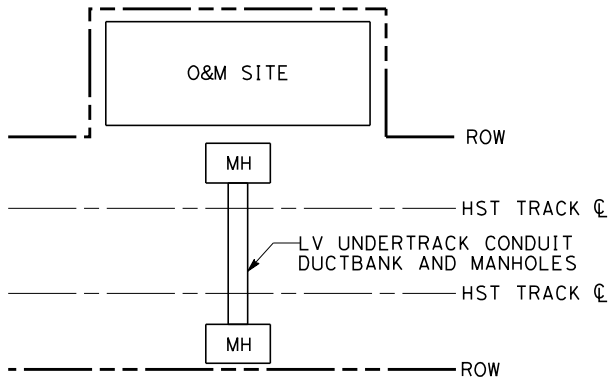 O&M SITE
ROW
MH
HST TRACK ℄
LV UNDERTRACK CONDUIT
DUCTBANK AND MANHOLES
HST TRACK ℄
MH
ROW